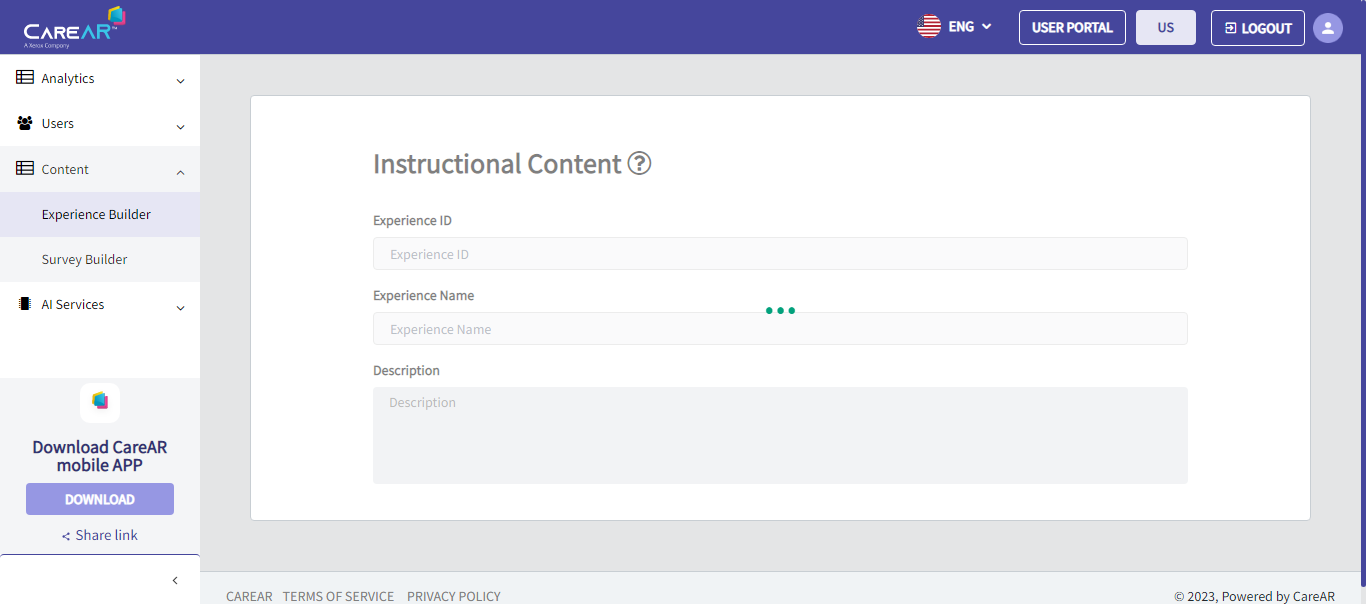 CAREAR™
A Xerox Company
ENG
USER PORTAL
US
LOGOUT
Analytics
Users
Content
Experience Builder
Survey Builder
AI Services
Download CareAR
mobile APP
DOWNLOAD
Share link
Instructional Content ?
Experience ID
Experience ID
Experience Name
Experience Name
Description
Description
CAREAR TERMS OF SERVICE PRIVACY POLICY
© 2023, Powered by CareAR